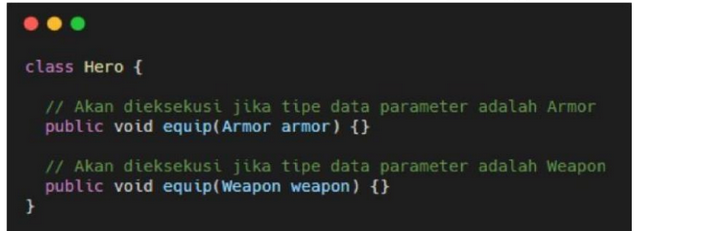 class Hero {
// Akan dieksekusi jika tipe data parameter adalah Armor
public void equip(Armor armor) {}
// Akan dieksekusi jika tipe data parameter adalah Weapon
public void equip(Weapon weapon) {}
}